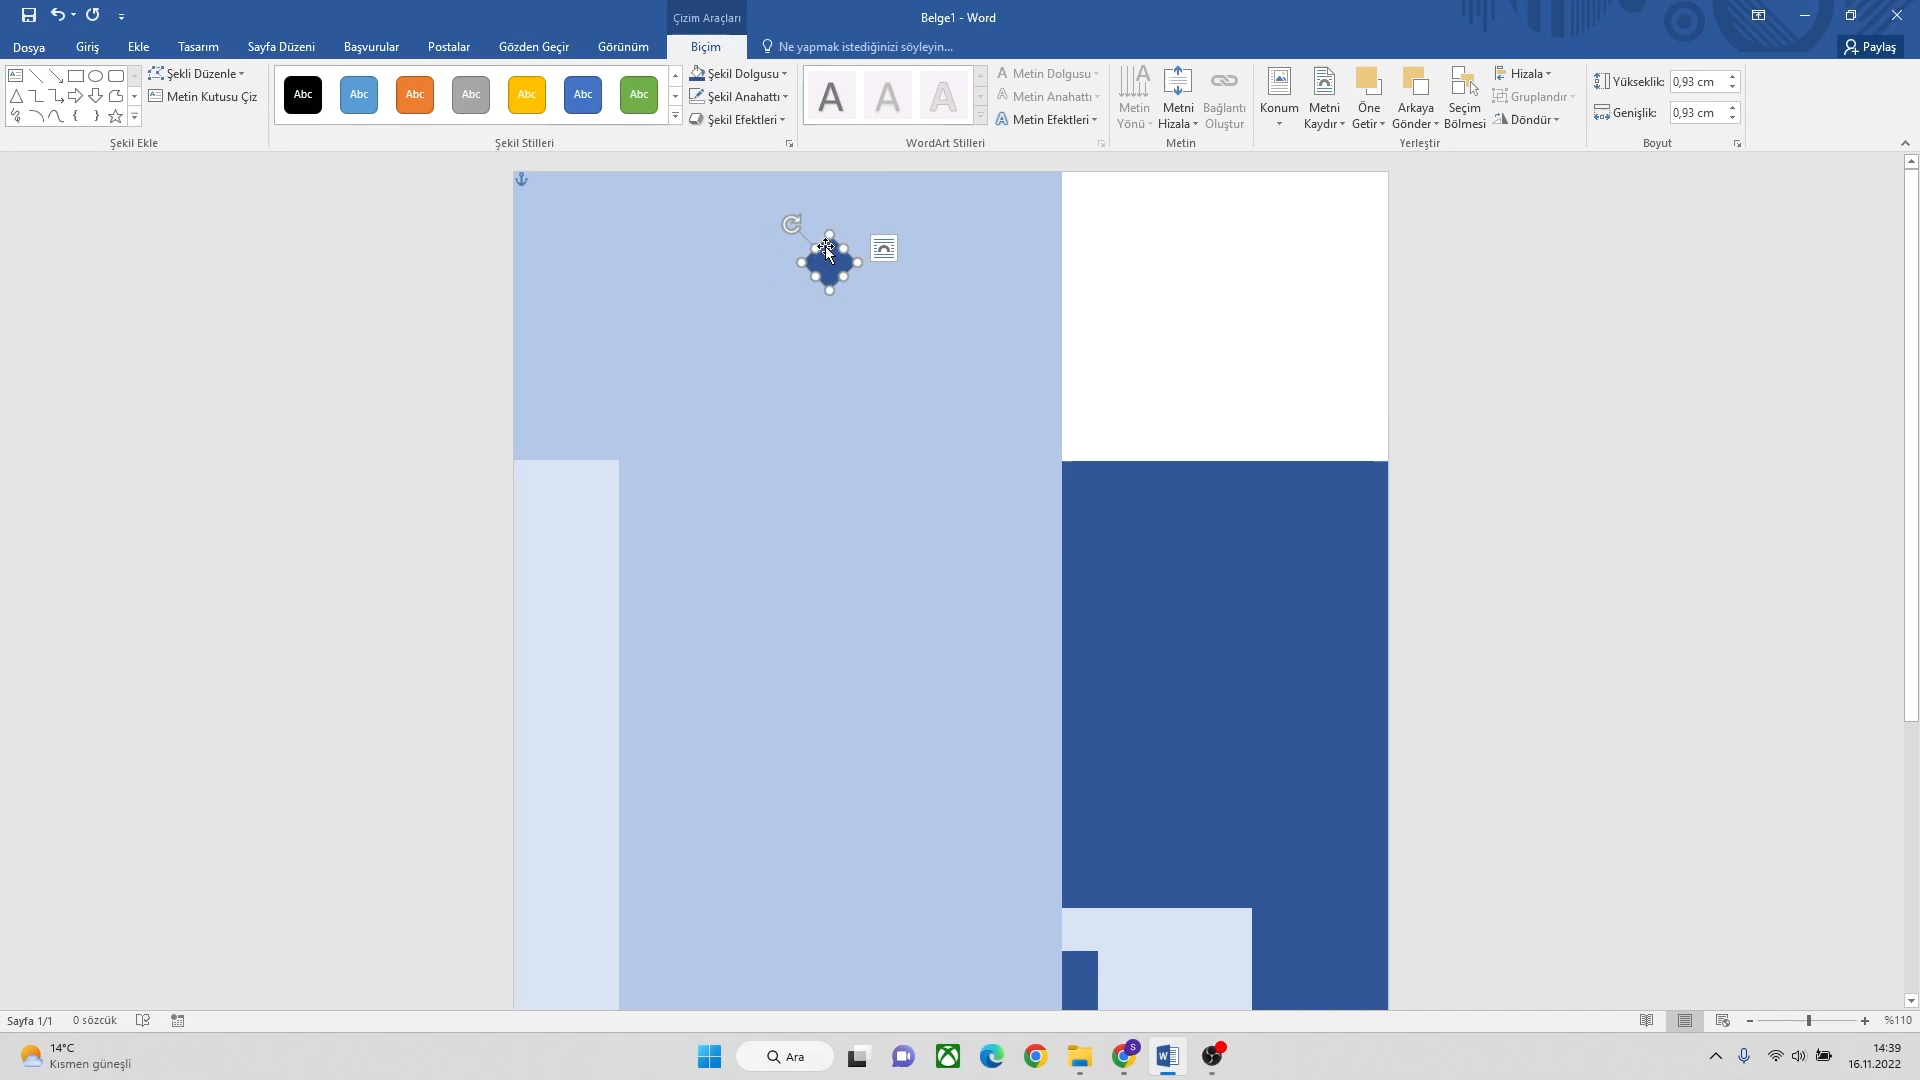 Çizim Araçları
Belge1 - Word
Dosya
Giriş
Ekle
Tasarım
Sayfa Düzeni
Başvurular
Postalar
Gözden Geçir
Görünüm
Biçim
Ne yapmak istediğinizi söyleyin...
Paylaş
Şekli Düzenle
Metin Kutusu Çiz
Şekil Ekle
Abc
Abc
Abc
Abc
Abc
Abc
Abc
Şekil Dolgusu
Şekil Anahattı
Şekil Efektleri
Şekil Stilleri
A
A
A
Metin Dolgusu
Metin Anahattı
Metin Efektleri
WordArt Stilleri
Metin
Yönü
Metni
Hizala
Bağlantı
Oluştur
Metin
Konum
Metni
Kaydır
Öne
Getir
Arkaya
Gönder
Seçim
Bölmesi
Hizala
Gruplandır
Döndür
Yerleştir
Yükseklik: 0,93 cm
Genişlik: 0,93 cm
Boyut
Sayfa 1/1
0 sözcük
%110
14°C
Kısmen güneşli
Ara
S
14:39
16.11.2022